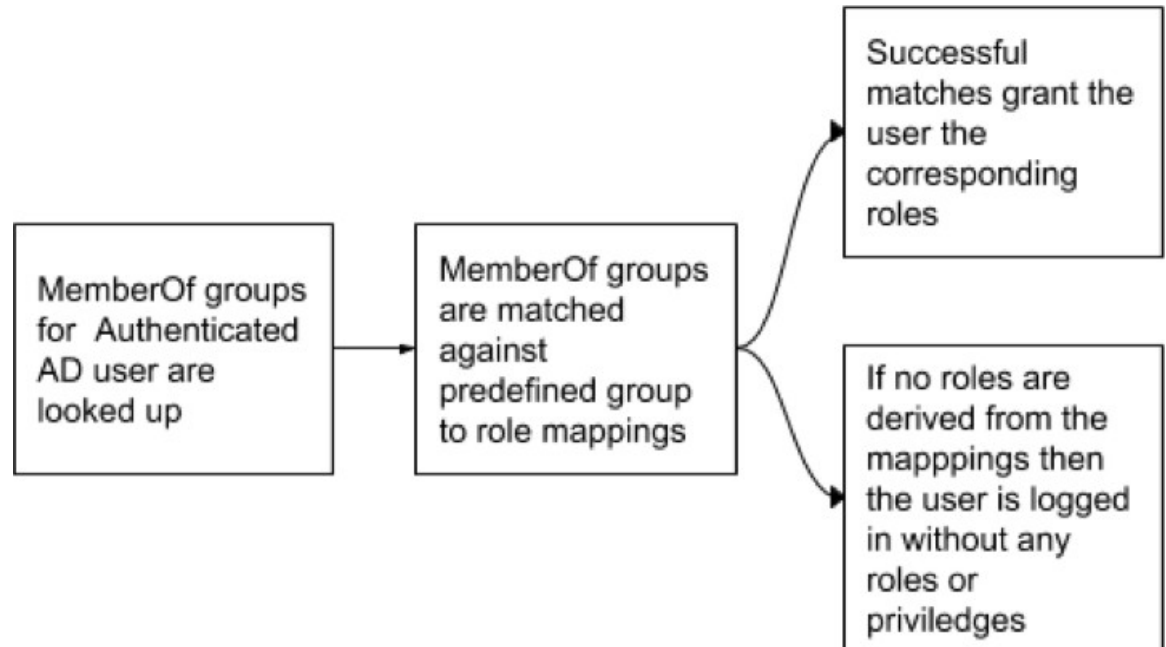 MemberOf groups
for  Authenticated
AD user are
looked up
MemberOf groups
are matched
against
predefined group
to role mappings
Successful
matches grant the
user the
corresponding
roles
If no roles are
derived from the
mapppings then
the user is logged
in without any
roles or
priviledges